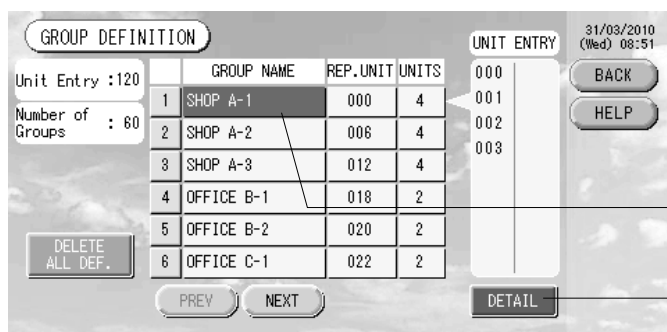 GROUP DEFINITION
UNIT ENTRY
31/03/2010
(Wed) 08:51
BACK
HELP
Unit Entry :120
Number of
Groups : 60
GROUP NAME REP.UNIT UNITS
1 SHOP A-1 000 4
2 SHOP A-2 006 4
3 SHOP A-3 012 4
4 OFFICE B-1 018 2
5 OFFICE B-2 020 2
6 OFFICE C-1 022 2
000
001
002
003
DELETE
ALL DEF.
PREV NEXT
DETAIL